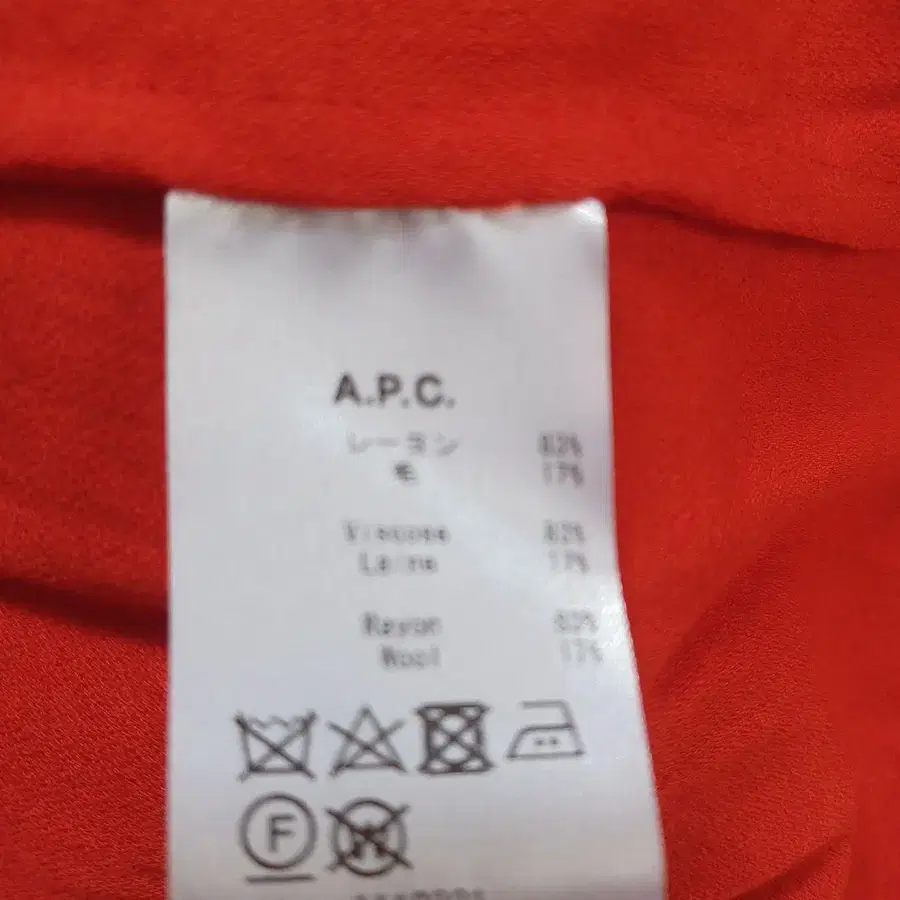 A.P.C.
レーヨン 83%
毛 17%
Viscose 83%
Laine 17%
Rayon 83%
Wool 17%
F
W